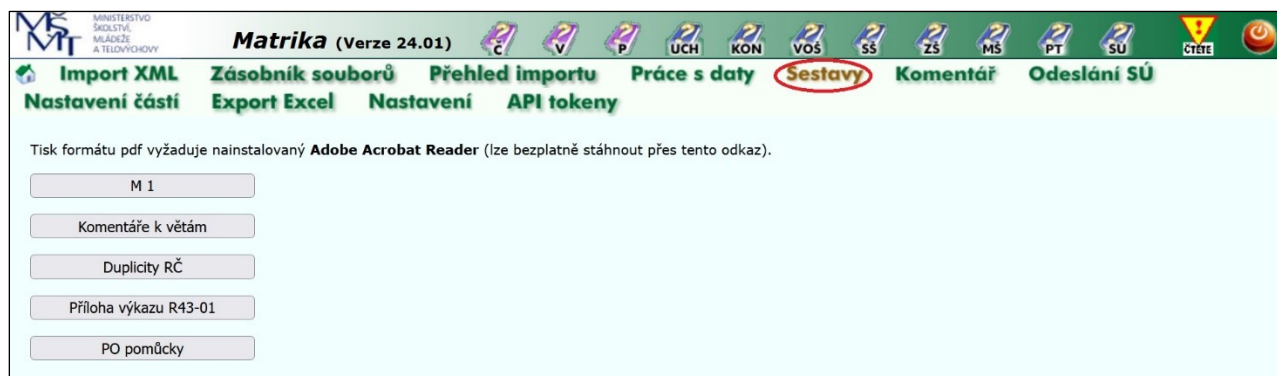 MINISTERSTVO
ŠKOLSTVÍ,
MLÁDEŽE
A TĚLOVÝCHOVY
MŠMT
Matrika (Verze 24.01) Č V P ÚCH KON VOŠ SŠ ZŠ MŠ PT SÚ ČTĚTE
Import XML Zásobník souborů Přehled importu Práce s daty Sestavy Komentář Odeslání SÚ
Nastavení částí Export Excel Nastavení API tokeny
Tisk formátu pdf vyžaduje nainstalovaný Adobe Acrobat Reader (lze bezplatně stáhnout přes tento odkaz).
M 1
Komentáře k větám
Duplicity RČ
Příloha výkazu R43-01
PO pomůcky